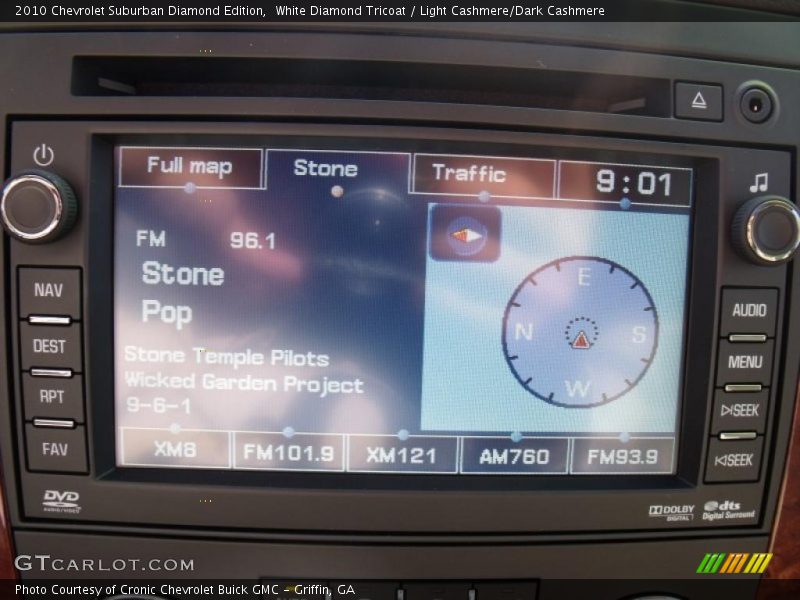 2010 Chevrolet Suburban Diamond Edition,  White Diamond Tricoat / Light Cashmere/Dark Cashmere
Full map
Stone
Traffic
9:01
FM 96.1
Stone
Pop
Stone Temple Pilots
Wicked Garden Project
9-6-1
E
N
S
W
XM8
FM101.9
XM121
AM760
FM93.9
NAV
DEST
RPT
FAV
AUDIO
MENU
SEEK
SEEK
DVD
AUDIO/VIDEO
DOLBY
DIGITAL
dts
Digital Surround
GTCARLOT.COM
Photo Courtesy of Cronic Chevrolet Buick GMC - Griffin, GA